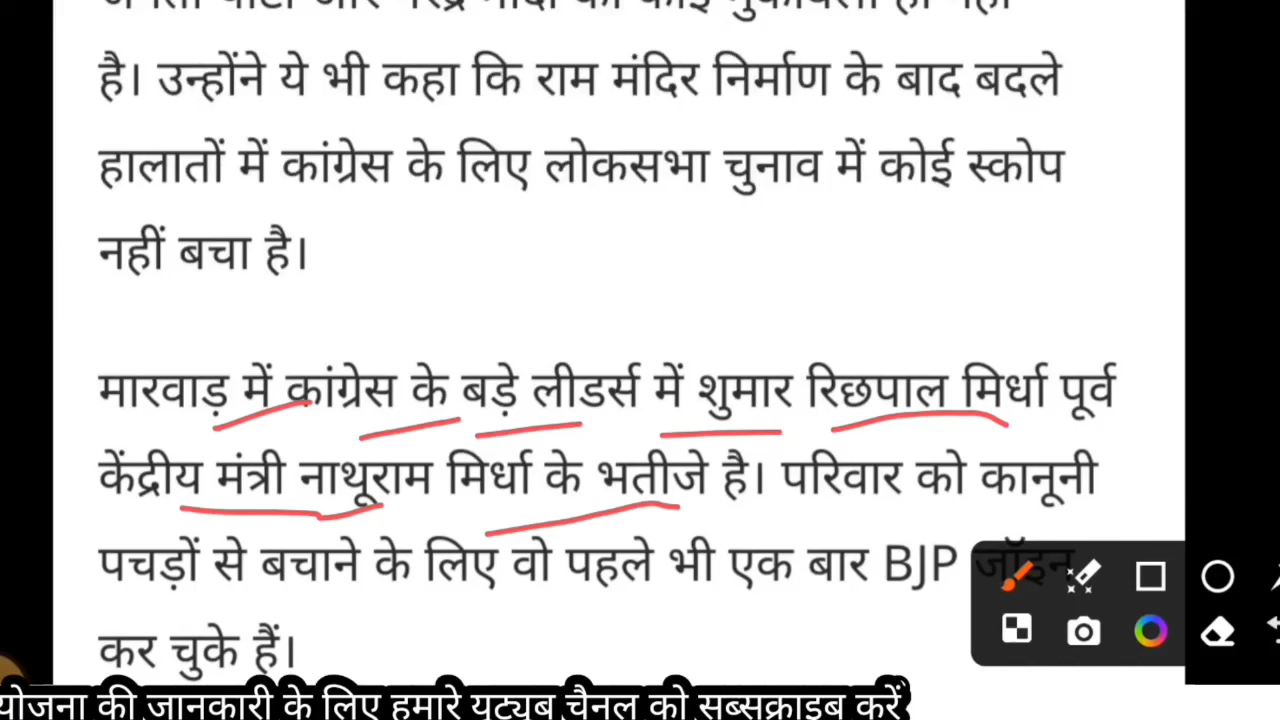 है। उन्होंने ये भी कहा कि राम मंदिर निर्माण के बाद बदले
हालातों में कांग्रेस के लिए लोकसभा चुनाव में कोई स्कोप
नहीं बचा है।
मारवाड़ में कांग्रेस के बड़े लीडर्स में शुमार रिछपाल मिर्धा पूर्व
केंद्रीय मंत्री नाथूराम मिर्धा के भतीजे है। परिवार को कानूनी
पचड़ों से बचाने के लिए वो पहले भी एक बार BJP जॉइन
कर चुके हैं।
योजना की जानकारी के लिए हमारे यूट्यूब चैनल को सब्सक्राइब करें